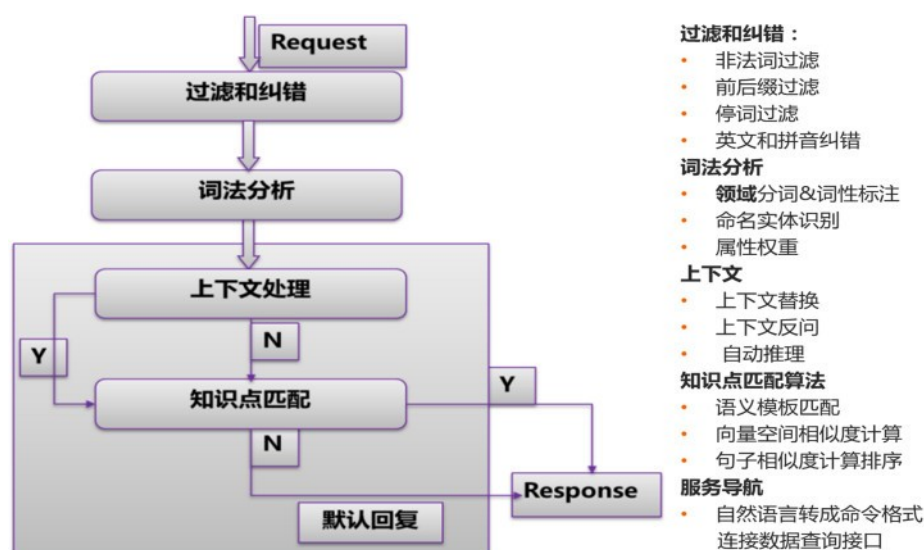 Request
过滤和纠错
词法分析
上下文处理
Y
N
知识点匹配
Y
N
Response
默认回复
过滤和纠错：
• 非法词过滤
• 前后缀过滤
• 停词过滤
• 英文和拼音纠错
词法分析
• 领域分词&词性标注
• 命名实体识别
• 属性权重
上下文
• 上下文替换
• 上下文反问
• 自动推理
知识点匹配算法
• 语义模板匹配
• 向量空间相似度计算
• 句子相似度计算排序
服务导航
• 自然语言转成命令格式
连接数据查询接口